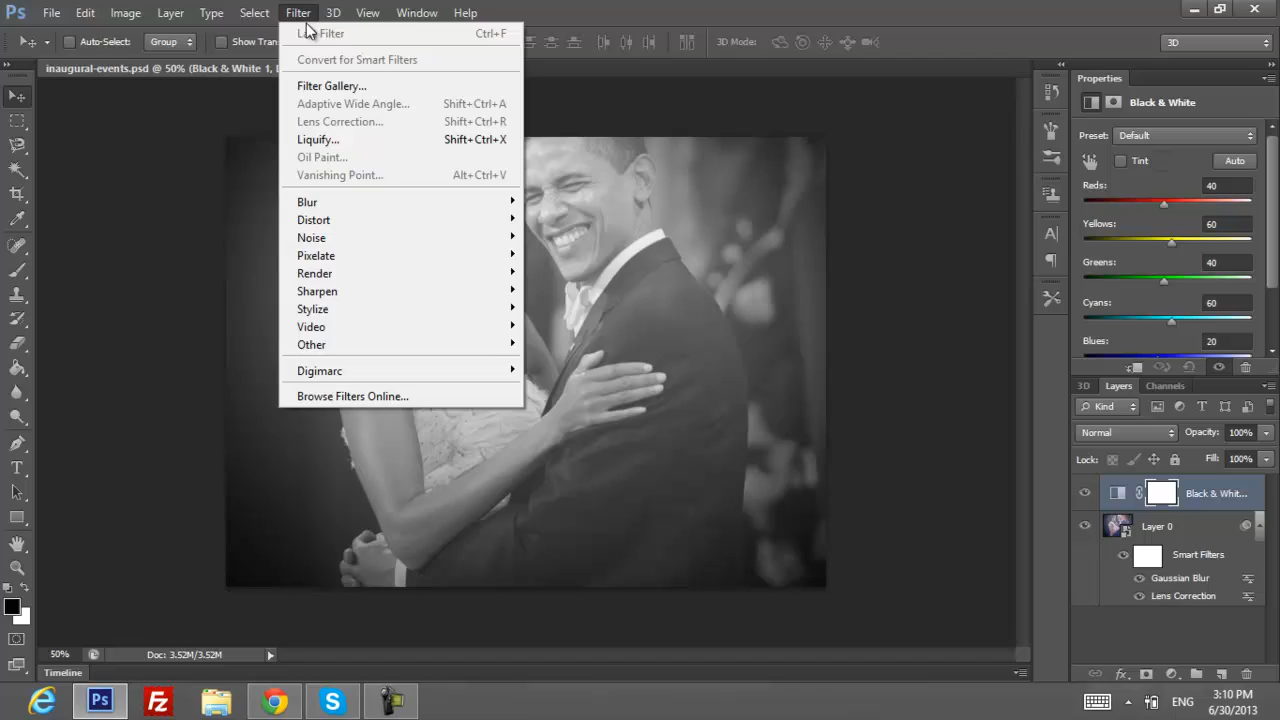 Ps File Edit Image Layer Type Select Filter 3D View Window Help
Auto-Select: Group Show Tran 3D Mode: 3D
inaugural-events.psd @ 50% (Black & White 1, l
Filter Ctrl+F
Convert for Smart Filters
Filter Gallery...
Adaptive Wide Angle... Shift+Ctrl+A
Lens Correction... Shift+Ctrl+R
Liquify... Shift+Ctrl+X
Oil Paint...
Vanishing Point... Alt+Ctrl+V
Blur
Distort
Noise
Pixelate
Render
Sharpen
Stylize
Video
Other
Digimarc
Browse Filters Online...
Properties
Black & White
Preset: Default
Tint Auto
Reds: 40
Yellows: 60
Greens: 40
Cyans: 60
Blues: 20
3D Layers Channels
Kind
Normal Opacity: 100%
Lock: Fill: 100%
Black & Whit...
Layer 0
Smart Filters
Gaussian Blur
Lens Correction
50% Doc: 3.52M/3.52M
Timeline
Ps Fz S
ENG
3:10 PM
6/30/2013